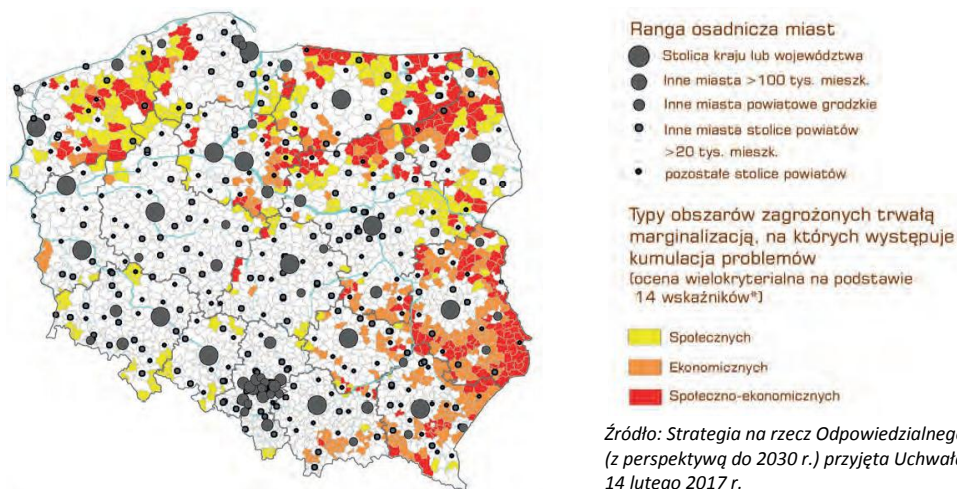 Ranga osadnicza miast
Stolica kraju lub województwa
Inne miasta >100 tys. mieszk.
Inne miasta powiatowe grodzkie
Inne miasta stolice powiatów
>20 tys. mieszk.
pozostałe stolice powiatów
Typy obszarów zagrożonych trwałą
marginalizacją, na których występuje
kumulacja problemów
(ocena wielokryterialna na podstawie
14 wskaźników*)
Społecznych
Ekonomicznych
Społeczno-ekonomicznych
Źródło: Strategia na rzecz Odpowiedzialnego
(z perspektywą do 2030 r.) przyjęta Uchwałą
14 lutego 2017 r.